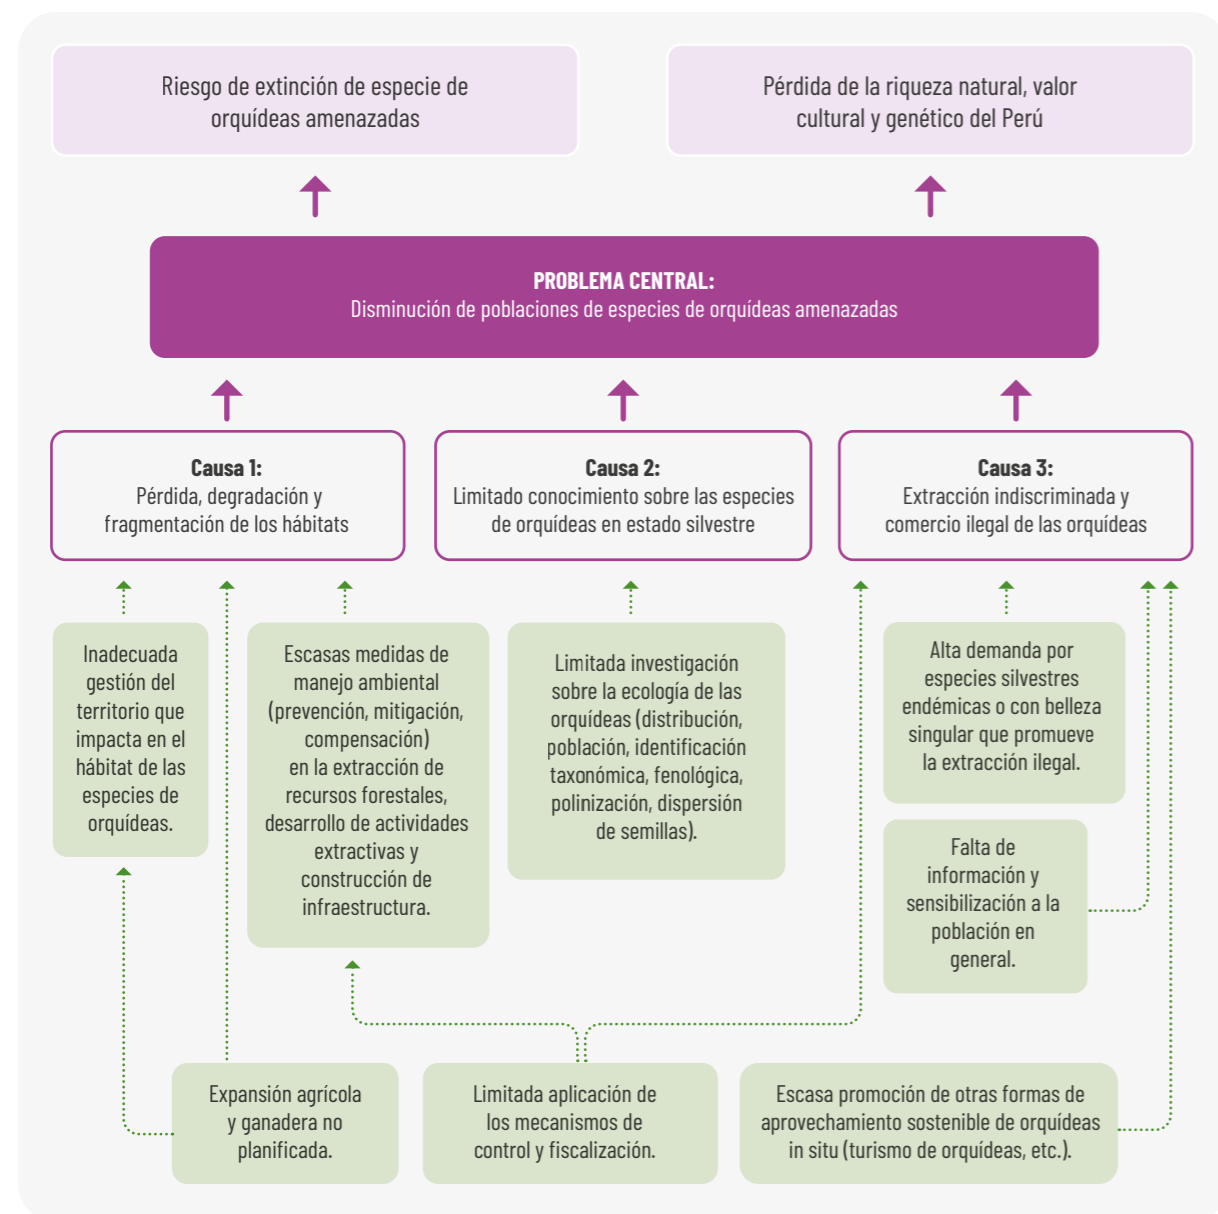 Riesgo de extinción de especie de
orquídeas amenazadas
Pérdida de la riqueza natural, valor
cultural y genético del Perú
PROBLEMA CENTRAL:
Disminución de poblaciones de especies de orquídeas amenazadas
Causa 1:
Pérdida, degradación y
fragmentación de los hábitats
Causa 2:
Limitado conocimiento sobre las especies
de orquídeas en estado silvestre
Causa 3:
Extracción indiscriminada y
comercio ilegal de las orquídeas
Inadecuada
gestión del
territorio que
impacta en el
hábitat de las
especies de
orquídeas.
Escasas medidas de
manejo ambiental
(prevención, mitigación,
compensación)
en la extracción de
recursos forestales,
desarrollo de actividades
extractivas y
construcción de
infraestructura.
Limitada investigación
sobre la ecología de las
orquídeas (distribución,
población, identificación
taxonómica, fenológica,
polinización, dispersión
de semillas).
Alta demanda por
especies silvestres
endémicas o con belleza
singular que promueve
la extracción ilegal.
Falta de
información y
sensibilización a la
población en
general.
Expansión agrícola
y ganadera no
planificada.
Limitada aplicación de
los mecanismos de
control y fiscalización.
Escasa promoción de otras formas de
aprovechamiento sostenible de orquídeas
in situ (turismo de orquídeas, etc.).